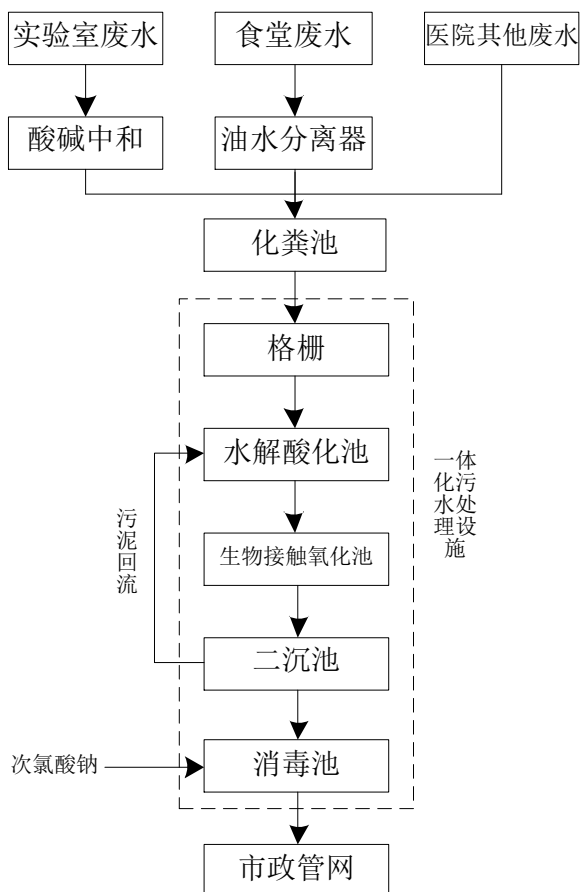 实验室废水
食堂废水
医院其他废水
酸碱中和
油水分离器
化粪池
格栅
水解酸化池
一体
化污
水处
理设
施
污
泥
回
流
生物接触氧化池
二沉池
次氯酸钠
消毒池
市政管网